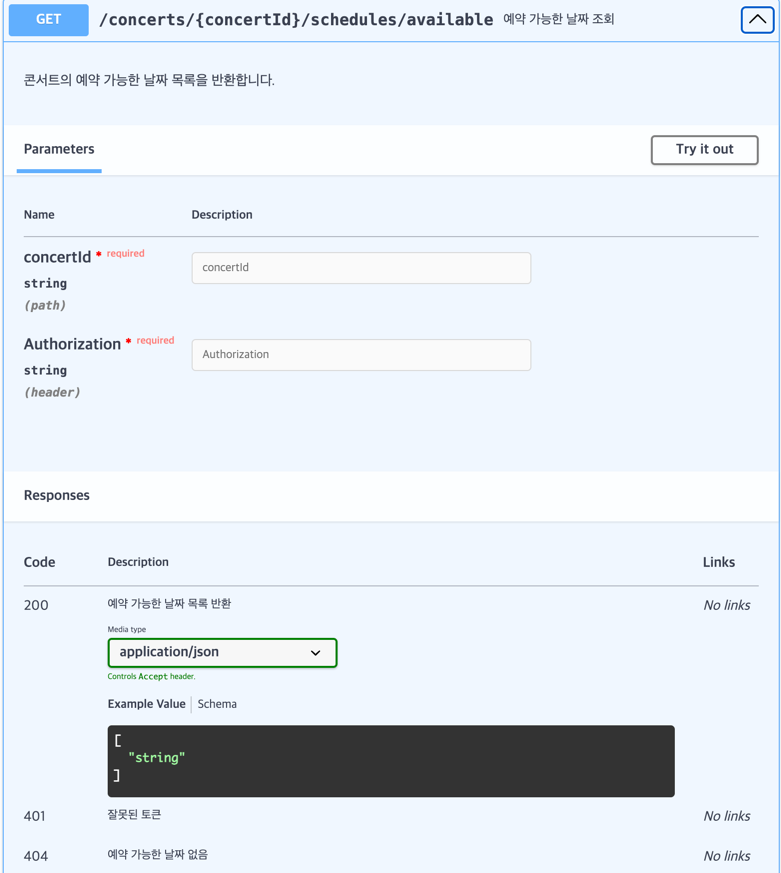 GET /concerts/{concertId}/schedules/available 예약 가능한 날짜 조회
콘서트의 예약 가능한 날짜 목록을 반환합니다.
Parameters
Try it out
Name Description
concertId * required
string
(path)
concertId
Authorization * required
string
(header)
Authorization
Responses
Code Description Links
200 예약 가능한 날짜 목록 반환 No links
Media type
application/json
Controls Accept header.
Example Value Schema
[
"string"
]
401 잘못된 토큰 No links
404 예약 가능한 날짜 없음 No links